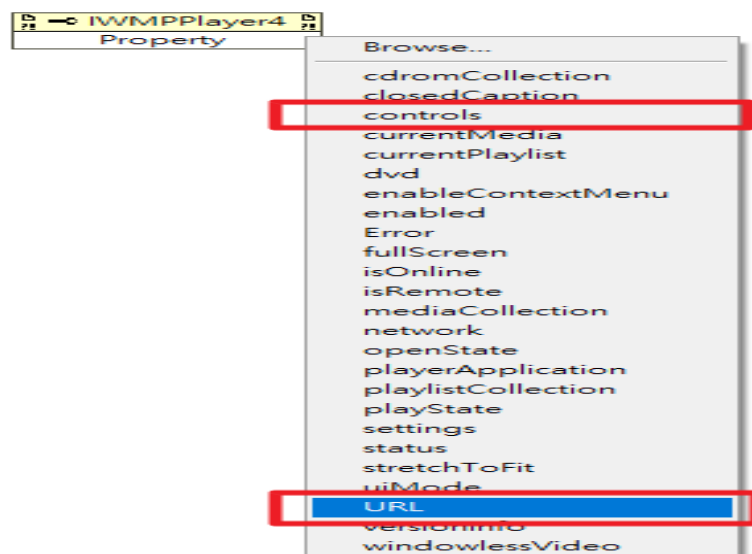 IWMPPlayer4
Property
Browse...
cdromCollection
closedCaption
controls
currentMedia
currentPlaylist
dvd
enableContextMenu
enabled
Error
fullScreen
isOnline
isRemote
mediaCollection
network
openState
playerApplication
playlistCollection
playState
settings
status
stretchToFit
uiMode
URL
versionInfo
windowlessVideo